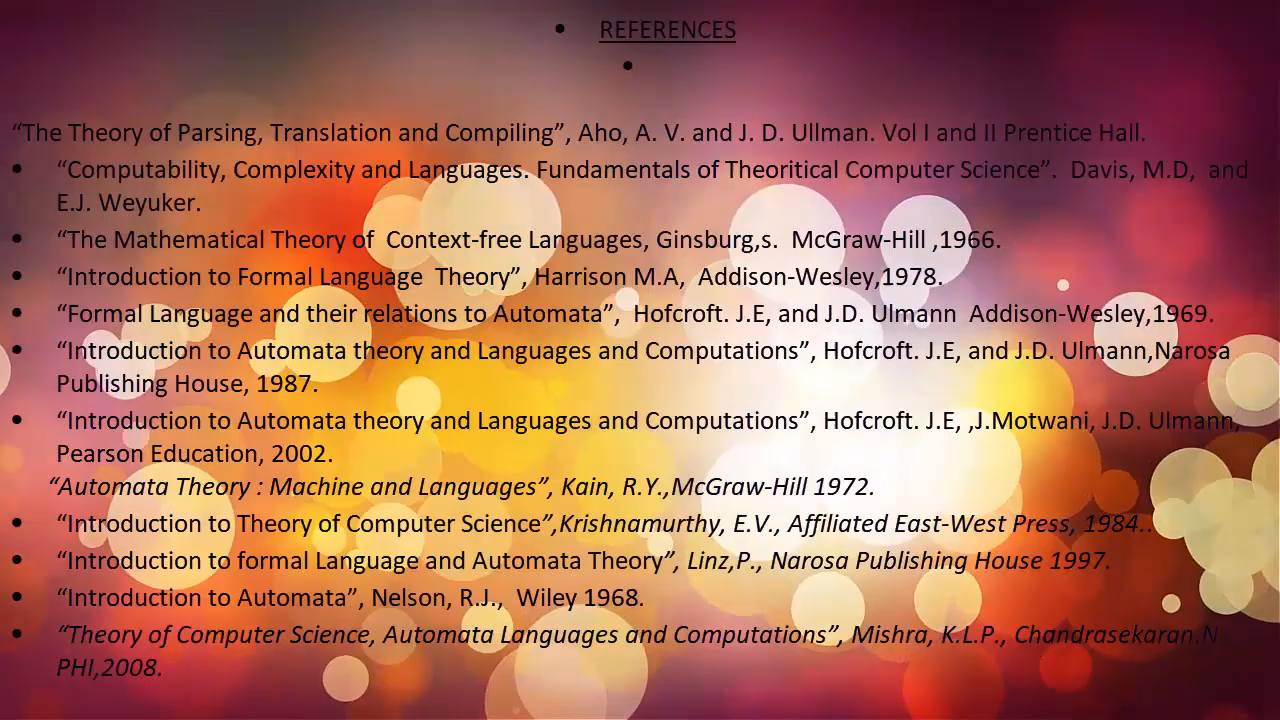 • REFERENCES
•
“The Theory of Parsing, Translation and Compiling”, Aho, A. V. and J. D. Ullman. Vol I and II Prentice Hall.
• “Computability, Complexity and Languages. Fundamentals of Theoritical Computer Science”.  Davis, M.D,  and
E.J. Weyuker.
• “The Mathematical Theory of  Context-free Languages, Ginsburg,s.  McGraw-Hill ,1966.
• “Introduction to Formal Language  Theory”, Harrison M.A,  Addison-Wesley,1978.
• “Formal Language and their relations to Automata”,  Hofcroft. J.E, and J.D. Ulmann  Addison-Wesley,1969.
• “Introduction to Automata theory and Languages and Computations”, Hofcroft. J.E, and J.D. Ulmann,Narosa
Publishing House, 1987.
• “Introduction to Automata theory and Languages and Computations”, Hofcroft. J.E, ,J.Motwani, J.D. Ulmann,
Pearson Education, 2002.
“Automata Theory : Machine and Languages”, Kain, R.Y.,McGraw-Hill 1972.
• “Introduction to Theory of Computer Science”,Krishnamurthy, E.V., Affiliated East-West Press, 1984..
• “Introduction to formal Language and Automata Theory”, Linz,P., Narosa Publishing House 1997.
• “Introduction to Automata”, Nelson, R.J.,  Wiley 1968.
• “Theory of Computer Science, Automata Languages and Computations”, Mishra, K.L.P., Chandrasekaran.N
PHI,2008.